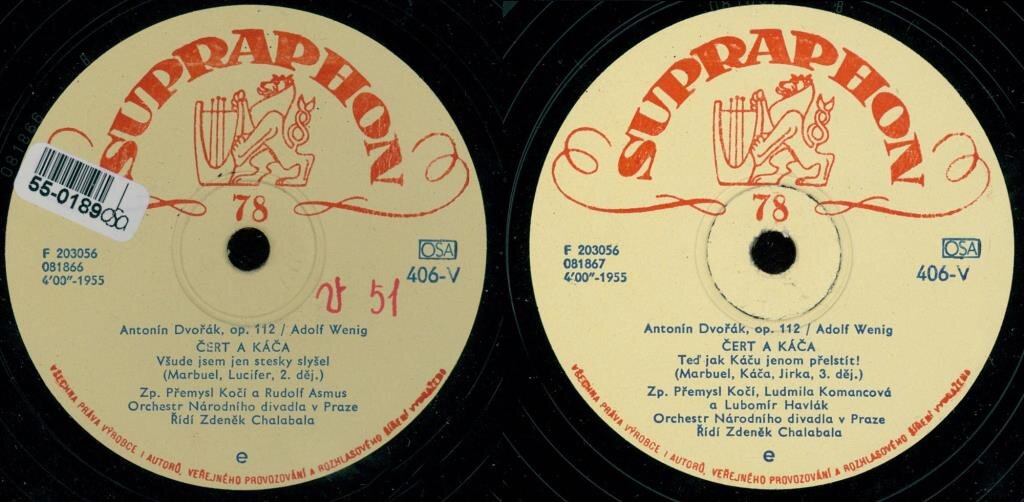 SUPRAPHON
55-0189
78
F 203056
081866
4'00"-1955
OSA
406-V
V 51
Antonín Dvořák, op. 112 / Adolf Wenig
ČERT A KÁČA
Všude jsem jen stesky slyšel
(Marbuel, Lucifer, 2. děj.)
Zp. Přemysl Kočí a Rudolf Asmus
Orchestr Národního divadla v Praze
Řídí Zdeněk Chalabala
e
VŠECHNA PRÁVA VÝROBCE I AUTORŮ, VEŘEJNÉHO PROVOZOVÁNÍ A ROZHLASOVÉHO ŠÍŘENÍ VYHRAŽENO
081866
SUPRAPHON
78
F 203056
081867
4'00"-1955
OSA
406-V
Antonín Dvořák, op. 112 / Adolf Wenig
ČERT A KÁČA
Teď jak Káču jenom přelstít!
(Marbuel, Káča, Jirka, 3. děj.)
Zp. Přemysl Kočí, Ludmila Komancová
a Lubomír Havlák
Orchestr Národního divadla v Praze
Řídí Zdeněk Chalabala
e
VŠECHNA PRÁVA VÝROBCE I AUTORŮ, VEŘEJNÉHO PROVOZOVÁNÍ A ROZHLASOVÉHO ŠÍŘENÍ VYHRAŽENO